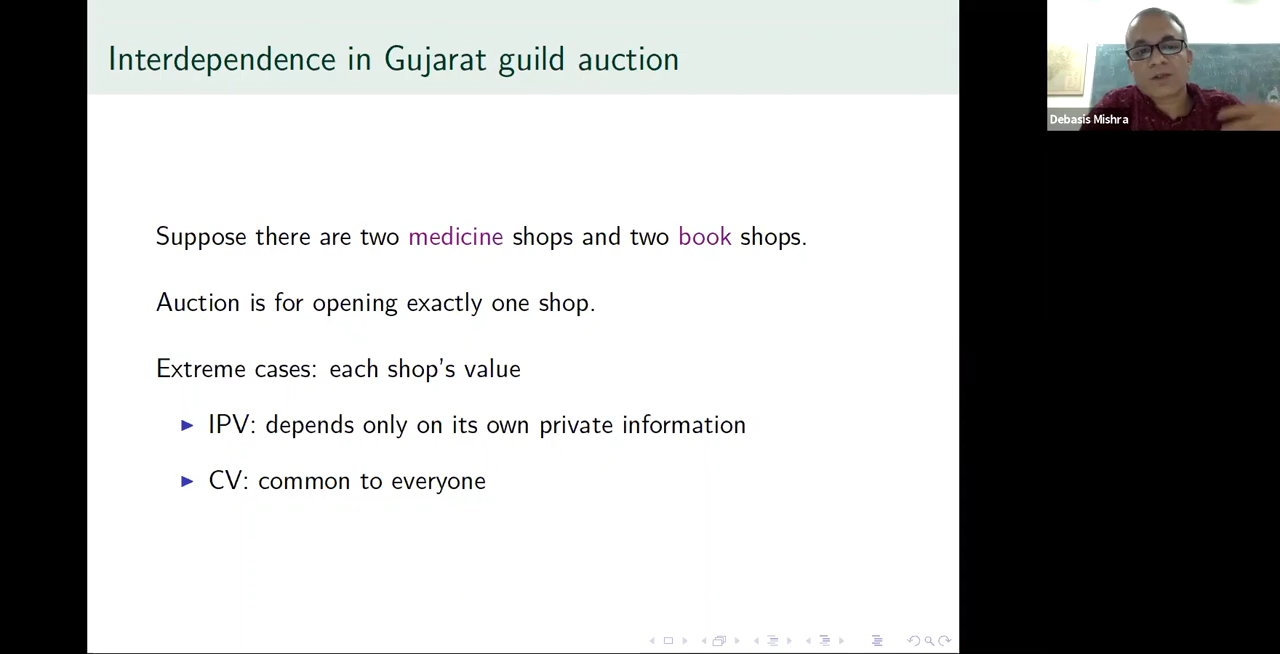 Interdependence in Gujarat guild auction
Debasis Mishra
Suppose there are two medicine shops and two book shops.
Auction is for opening exactly one shop.
Extreme cases: each shop's value
IPV: depends only on its own private information
CV: common to everyone